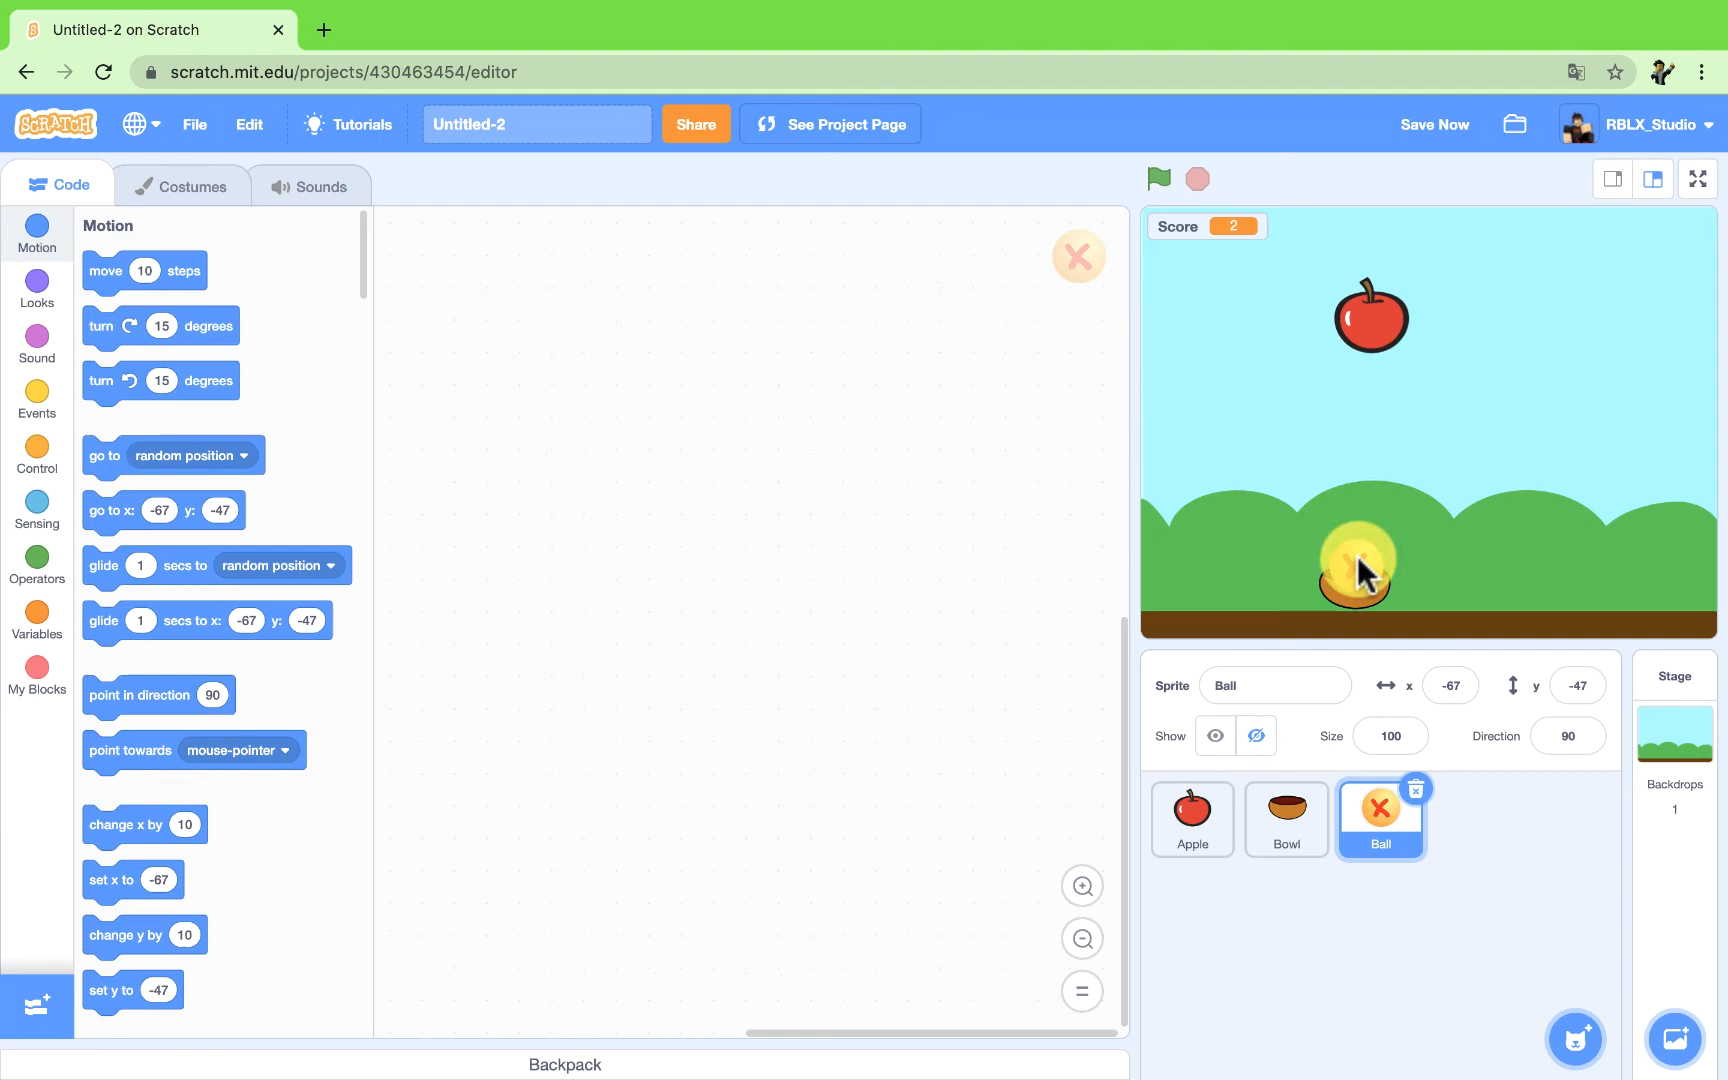 Untitled-2 on Scratch
scratch.mit.edu/projects/430463454/editor
SCRATCH
File
Edit
Tutorials
Untitled-2
Share
See Project Page
Save Now
RBLX_Studio
Code
Costumes
Sounds
Motion
Looks
Sound
Events
Control
Sensing
Operators
Variables
My Blocks
Motion
move 10 steps
turn 15 degrees
turn 15 degrees
go to random position
go to x: -67 y: -47
glide 1 secs to random position
glide 1 secs to x: -67 y: -47
point in direction 90
point towards mouse-pointer
change x by 10
set x to -67
change y by 10
set y to -47
Backpack
Score 2
Sprite Ball x -67 y -47
Show Size 100 Direction 90
Apple
Bowl
Ball
Stage
Backdrops
1